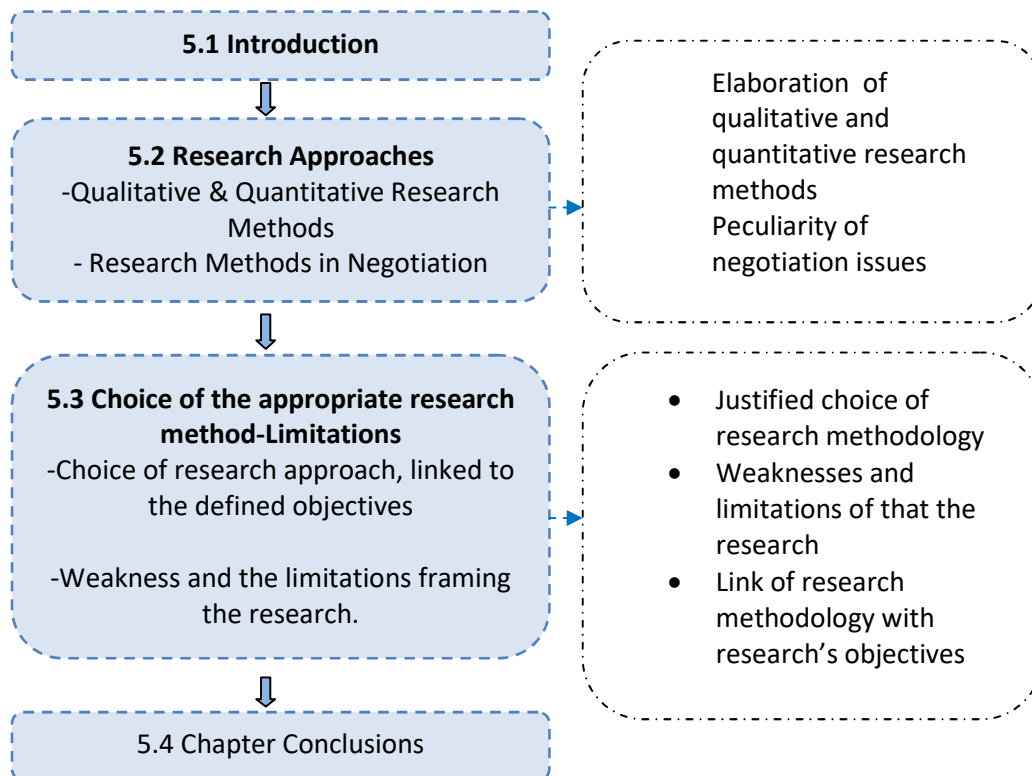 5.1 Introduction
5.2 Research Approaches
-Qualitative & Quantitative Research
Methods
- Research Methods in Negotiation
Elaboration of
qualitative and
quantitative research
methods
Peculiarity of
negotiation issues
5.3 Choice of the appropriate research
method-Limitations
-Choice of research approach, linked to
the defined objectives
-Weakness and the limitations framing
the research.
• Justified choice of
research methodology
• Weaknesses and
limitations of that the
research
• Link of research
methodology with
research’s objectives
5.4 Chapter Conclusions